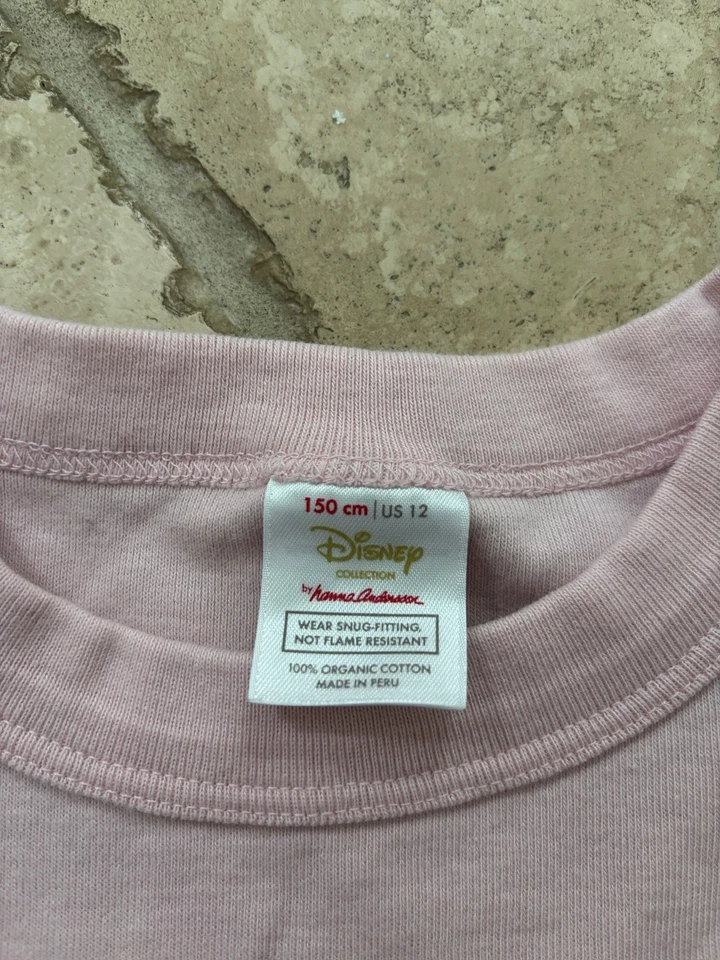 150 cm | US 12
Disney
COLLECTION
by hanna andersson
WEAR SNUG-FITTING,
NOT FLAME RESISTANT
100% ORGANIC COTTON
MADE IN PERU